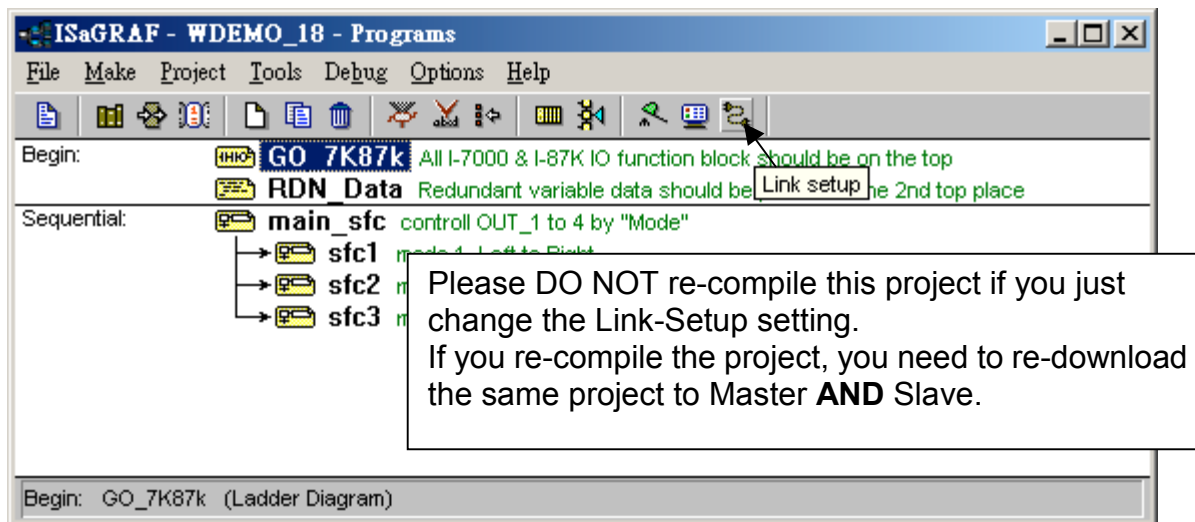 ISaGRAF - WDEMO_18 - Programs
File Make Project Tools Debug Options Help
Begin: GO_7K87k All I-7000 & I-87K IO function block should be on the top
RDN_Data Redundant variable data should be 2nd top place
Link setup
Sequential: main_sfc controll OUT_1 to 4 by "Mode"
sfc1
sfc2
sfc3
Please DO NOT re-compile this project if you just
change the Link-Setup setting.
If you re-compile the project, you need to re-download
the same project to Master AND Slave.
Begin: GO_7K87k (Ladder Diagram)